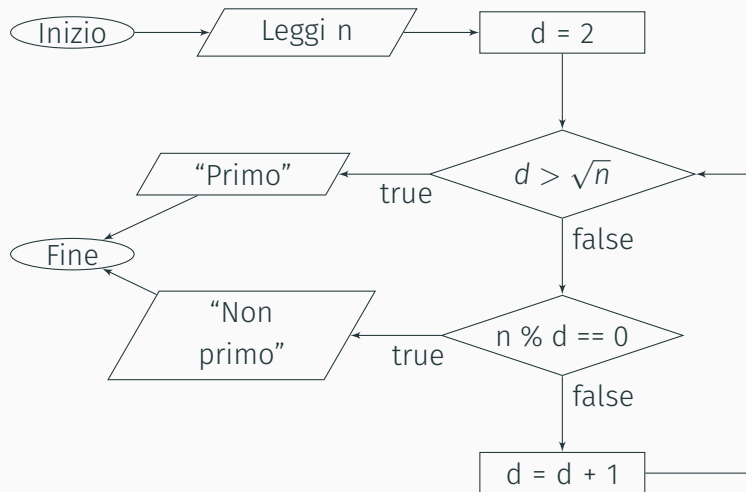 Inizio
Leggi n
d = 2
d > √n
true
“Primo”
false
Fine
n % d == 0
true
“Non
primo”
false
d = d + 1